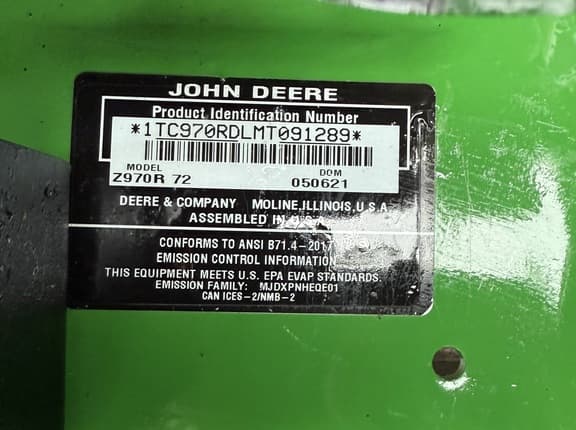 JOHN DEERE
Product Identification Number
*1TC970RDLMT091289*
MODEL DOM
Z970R 72 050621
DEERE & COMPANY MOLINE, ILLINOIS, U.S.A.
ASSEMBLED IN U.S.A.
CONFORMS TO ANSI B71.4-2017
EMISSION CONTROL INFORMATION
THIS EQUIPMENT MEETS U.S. EPA EVAP STANDARDS.
EMISSION FAMILY: MJDXPNHEQE01
CAN ICES-2/NMB-2